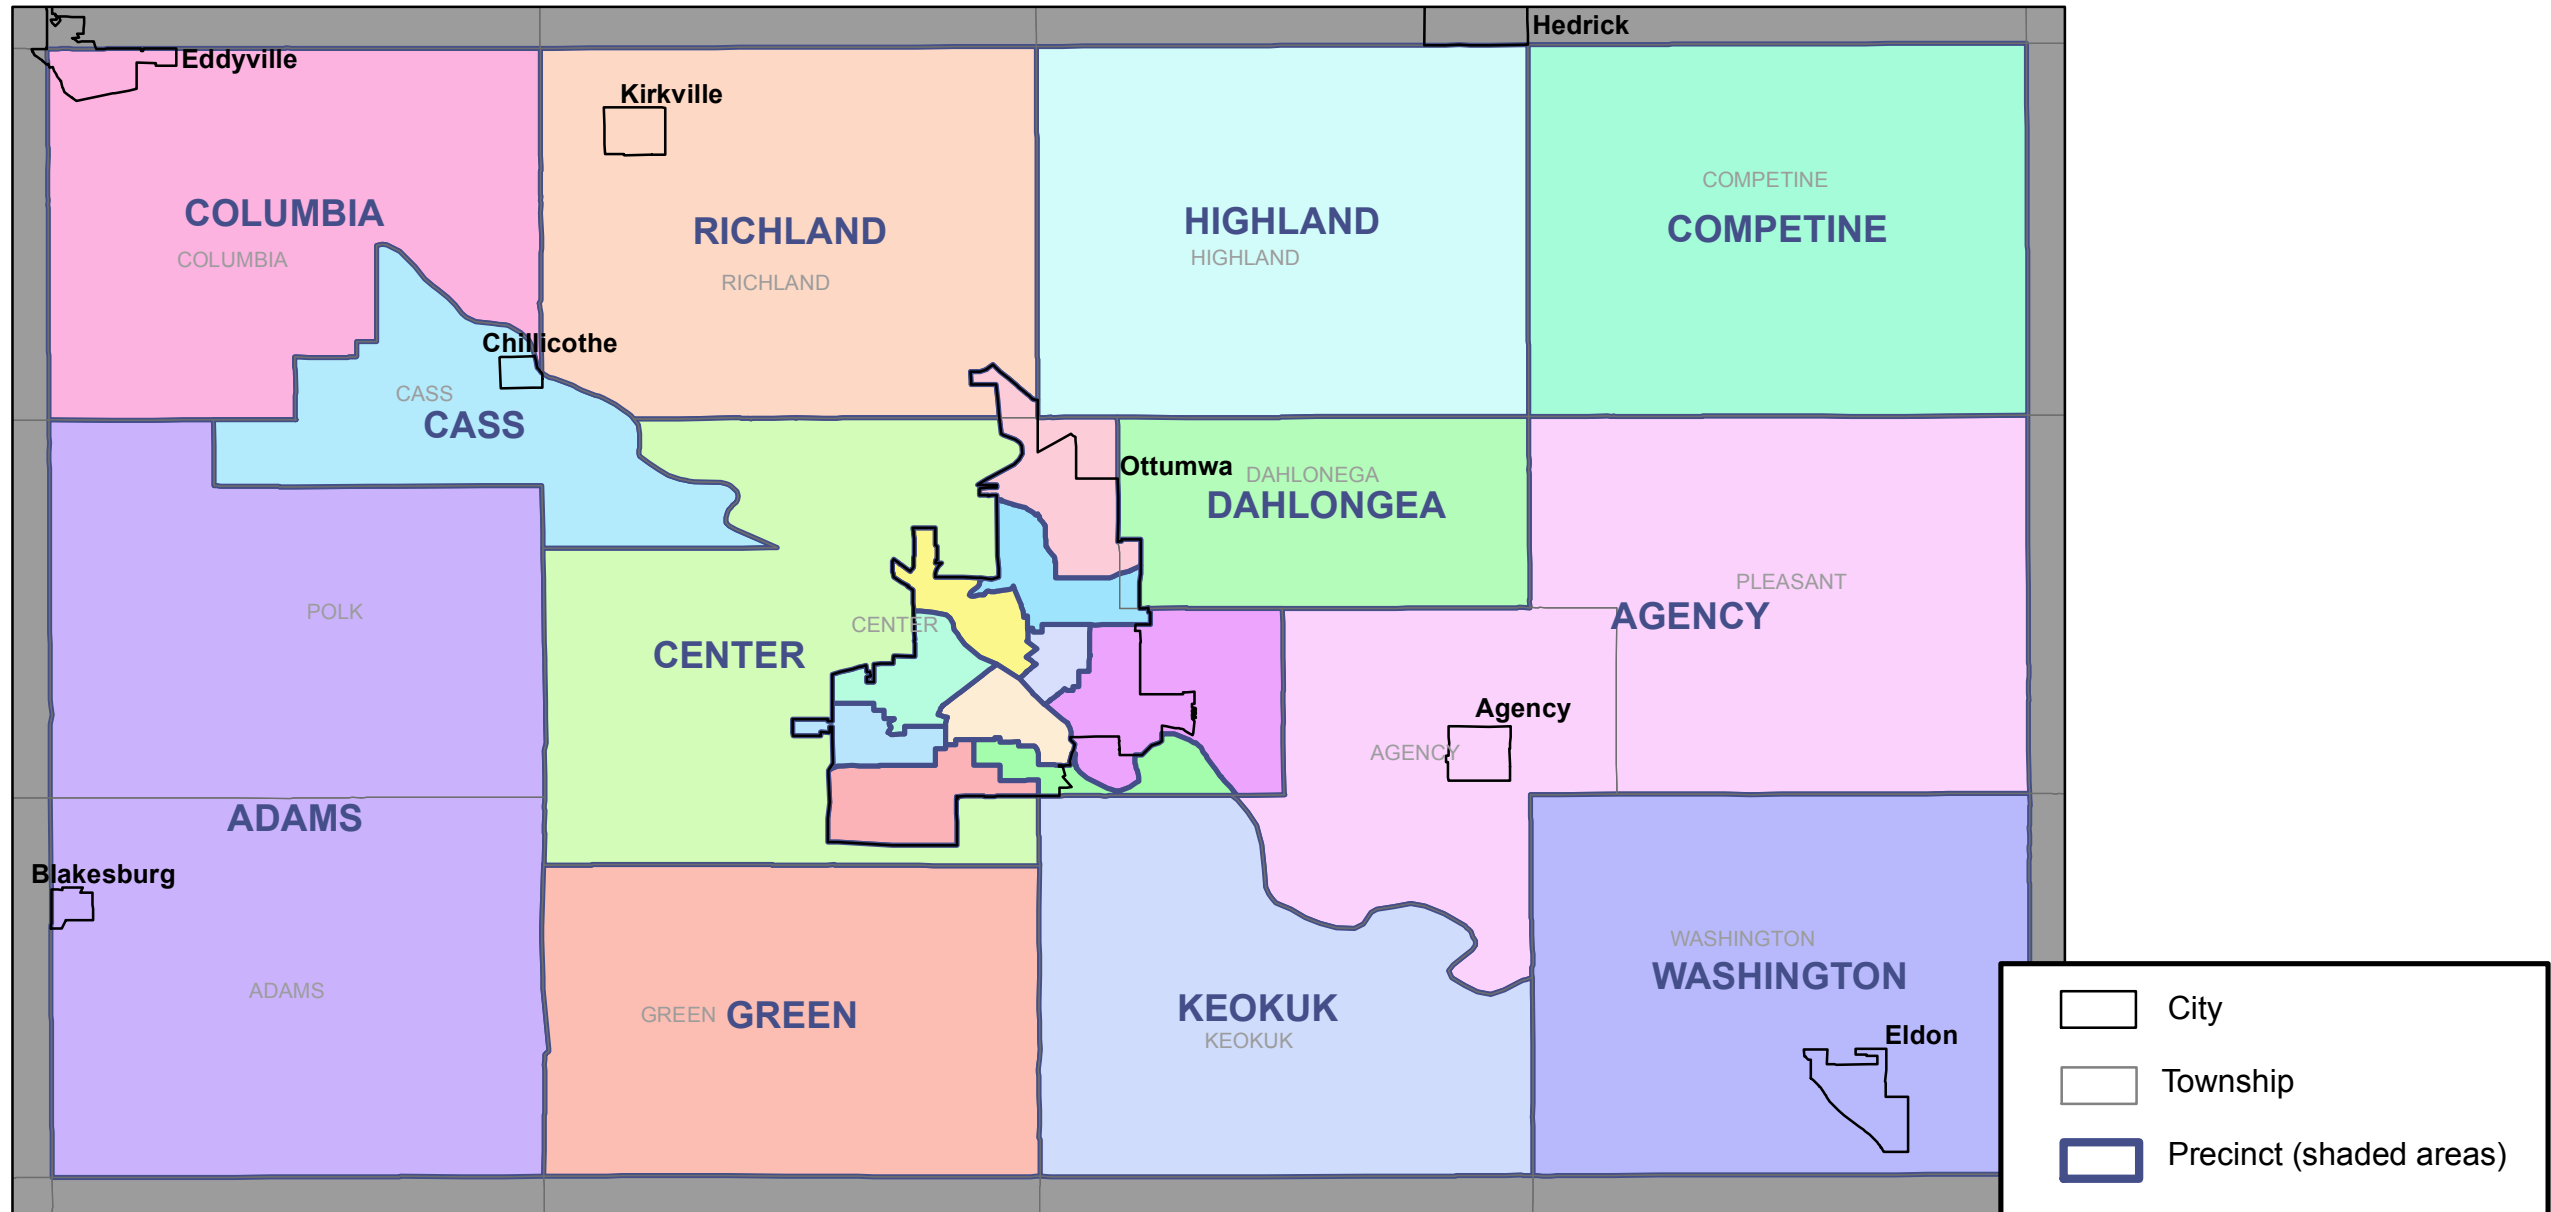 Hedrick
Eddyville
Kirkville
COMPETINE
COLUMBIA
HIGHLAND
RICHLAND
COMPETINE
COLUMBIA
HIGHLAND
RICHLAND
Chillicothe
CASS
CASS
Ottumwa
DAHLONEGA
DAHLONGEA
PLEASANT
POLK
AGENCY
CENTER
CENTER
Agency
AGENCY
ADAMS
Blakesburg
WASHINGTON
WASHINGTON
ADAMS
KEOKUK
GREEN
GREEN
KEOKUK
Eldon
City
Township
Precinct (shaded areas)